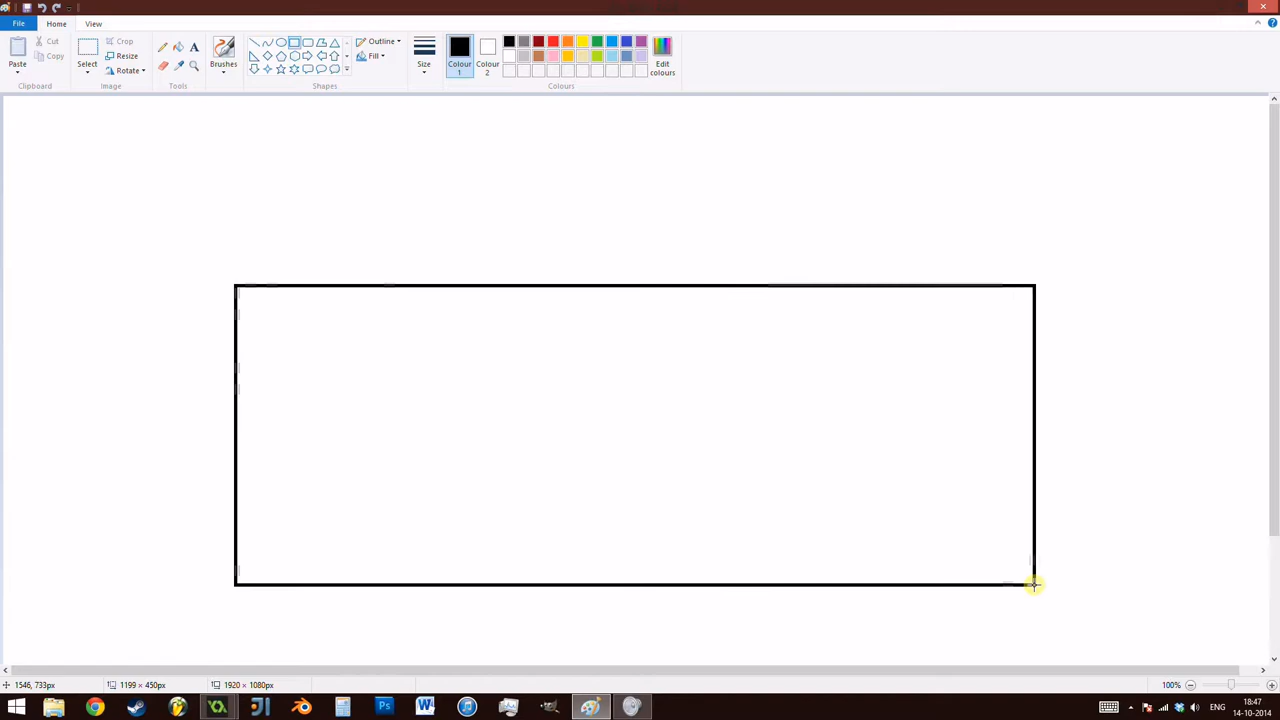 File Home View
Paste
Cut
Copy
Clipboard
Select
Crop
Resize
Rotate
Image
A
Tools
Brushes
Outline
Fill
Shapes
Size
Colour
1
Colour
2
Edit
colours
Colours
1546, 733px 1199 × 450px 1920 × 1080px 100%
Ps W ENG 18:47
14-10-2014